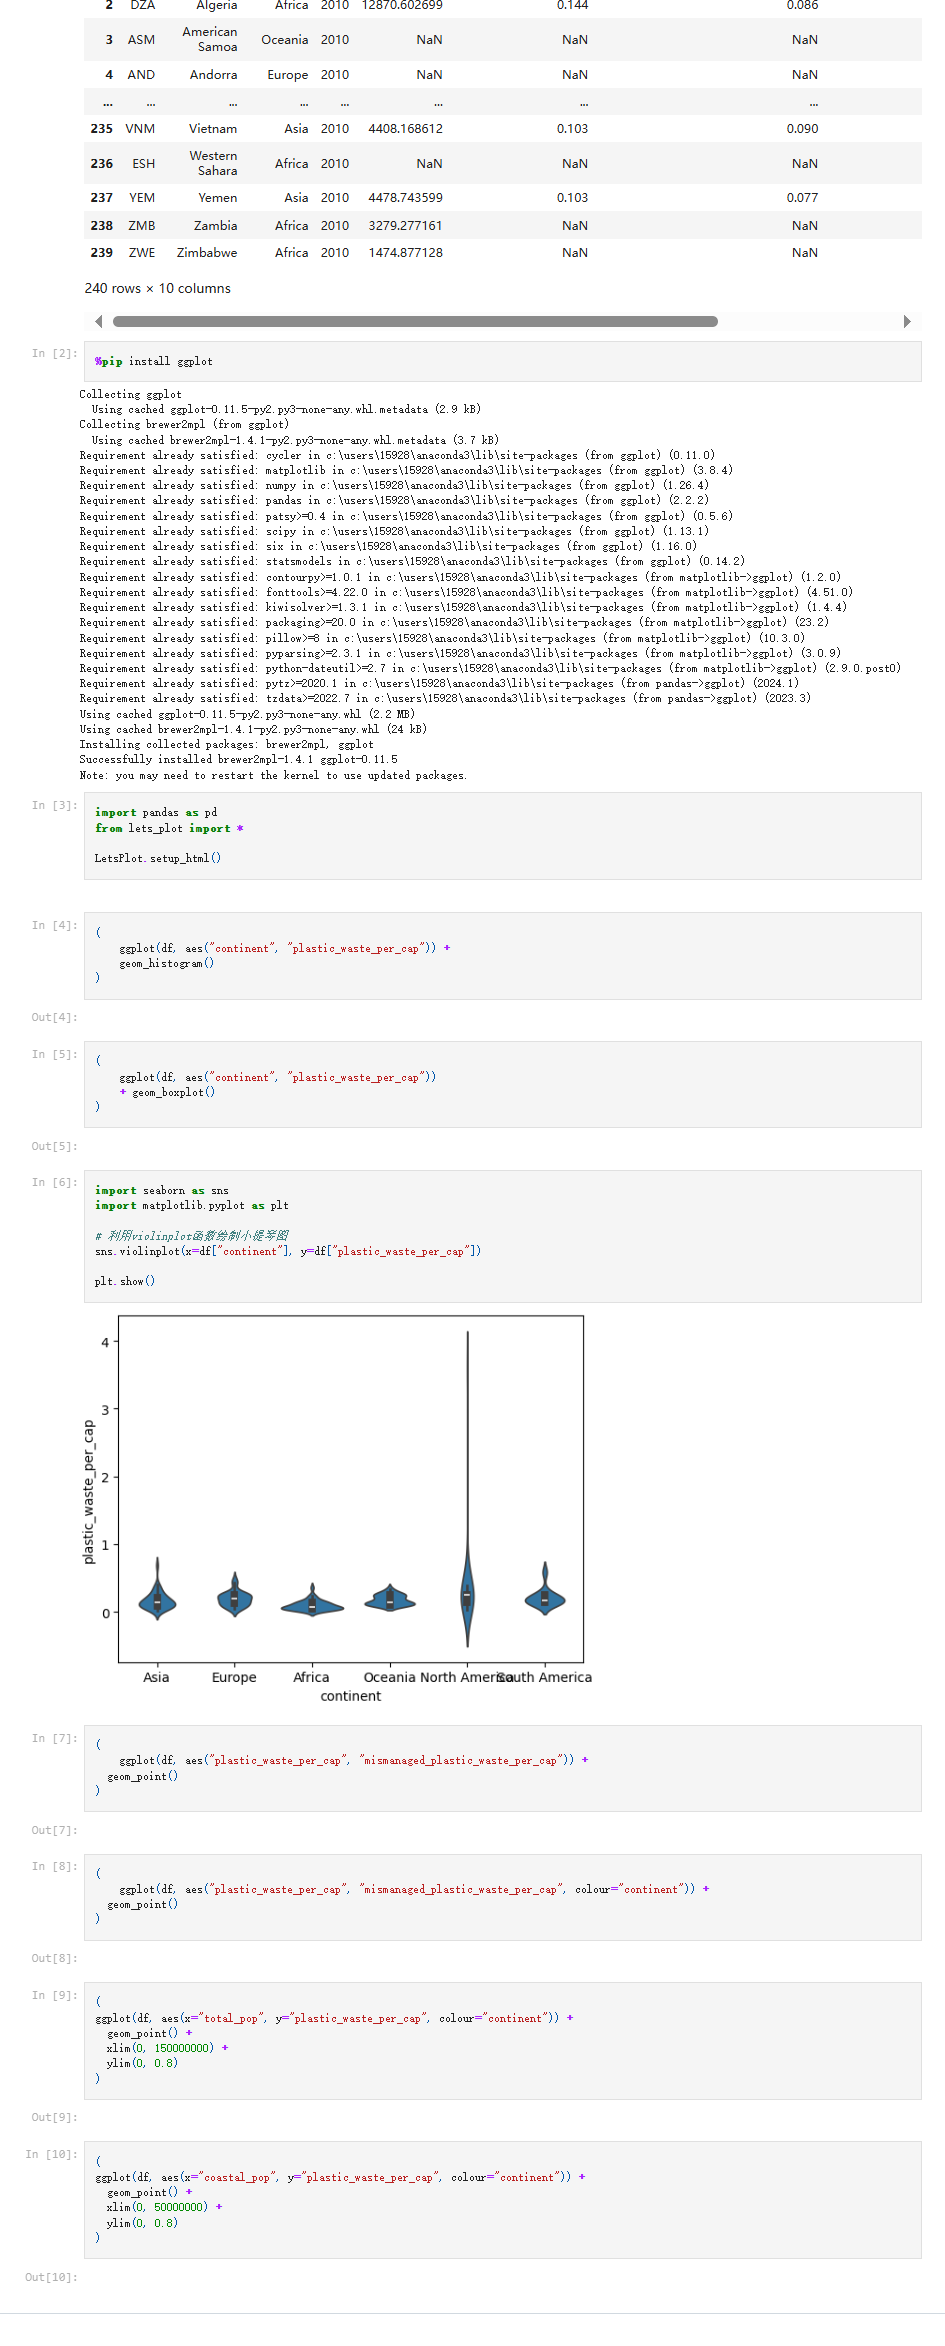 2 DZA Algeria Africa 2010 12870.602699 0.144 0.086
3 ASM American Samoa Oceania 2010 NaN NaN NaN
4 AND Andorra Europe 2010 NaN NaN NaN
... ... ... ... ... ... ... ...
235 VNM Vietnam Asia 2010 4408.168612 0.103 0.090
236 ESH Western Sahara Africa 2010 NaN NaN NaN
237 YEM Yemen Asia 2010 4478.743599 0.103 0.077
238 ZMB Zambia Africa 2010 3279.277161 NaN NaN
239 ZWE Zimbabwe Africa 2010 1474.877128 NaN NaN
240 rows × 10 columns
In [2]: %pip install ggplot
Collecting ggplot
Using cached ggplot-0.11.5-py2.py3-none-any.whl.metadata (2.9 kB)
Collecting brewer2mpl (from ggplot)
Using cached brewer2mpl-1.4.1-py2.py3-none-any.whl.metadata (3.7 kB)
Requirement already satisfied: cycler in c:\users\15928\anaconda3\lib\site-packages (from ggplot) (0.11.0)
Requirement already satisfied: matplotlib in c:\users\15928\anaconda3\lib\site-packages (from ggplot) (3.8.4)
Requirement already satisfied: numpy in c:\users\15928\anaconda3\lib\site-packages (from ggplot) (1.26.4)
Requirement already satisfied: pandas in c:\users\15928\anaconda3\lib\site-packages (from ggplot) (2.2.2)
Requirement already satisfied: patsy>=0.4 in c:\users\15928\anaconda3\lib\site-packages (from ggplot) (0.5.6)
Requirement already satisfied: scipy in c:\users\15928\anaconda3\lib\site-packages (from ggplot) (1.13.1)
Requirement already satisfied: six in c:\users\15928\anaconda3\lib\site-packages (from ggplot) (1.16.0)
Requirement already satisfied: statsmodels in c:\users\15928\anaconda3\lib\site-packages (from ggplot) (0.14.2)
Requirement already satisfied: contourpy>=1.0.1 in c:\users\15928\anaconda3\lib\site-packages (from matplotlib->ggplot) (1.2.0)
Requirement already satisfied: fonttools>=4.22.0 in c:\users\15928\anaconda3\lib\site-packages (from matplotlib->ggplot) (4.51.0)
Requirement already satisfied: kiwisolver>=1.3.1 in c:\users\15928\anaconda3\lib\site-packages (from matplotlib->ggplot) (1.4.4)
Requirement already satisfied: packaging>=20.0 in c:\users\15928\anaconda3\lib\site-packages (from matplotlib->ggplot) (23.2)
Requirement already satisfied: pillow>=8 in c:\users\15928\anaconda3\lib\site-packages (from matplotlib->ggplot) (10.3.0)
Requirement already satisfied: pyparsing>=2.3.1 in c:\users\15928\anaconda3\lib\site-packages (from matplotlib->ggplot) (3.0.9)
Requirement already satisfied: python-dateutil>=2.7 in c:\users\15928\anaconda3\lib\site-packages (from matplotlib->ggplot) (2.9.0.post0)
Requirement already satisfied: pytz>=2020.1 in c:\users\15928\anaconda3\lib\site-packages (from pandas->ggplot) (2024.1)
Requirement already satisfied: tzdata>=2022.7 in c:\users\15928\anaconda3\lib\site-packages (from pandas->ggplot) (2023.3)
Using cached ggplot-0.11.5-py2.py3-none-any.whl (2.2 MB)
Using cached brewer2mpl-1.4.1-py2.py3-none-any.whl (24 kB)
Installing collected packages: brewer2mpl, ggplot
Successfully installed brewer2mpl-1.4.1 ggplot-0.11.5
Note: you may need to restart the kernel to use updated packages.
In [3]: import pandas as pd
from lets_plot import *
LetsPlot.setup_html()
In [4]: (
ggplot(df, aes("continent", "plastic_waste_per_cap")) +
geom_histogram()
)
Out[4]:
In [5]: (
ggplot(df, aes("continent", "plastic_waste_per_cap"))
+ geom_boxplot()
)
Out[5]:
In [6]: import seaborn as sns
import matplotlib.pyplot as plt
# 利用violinplot函数绘制小提琴图
sns.violinplot(x=df["continent"], y=df["plastic_waste_per_cap"])
plt.show()
plastic_waste_per_cap
4
3
2
1
0
Asia Europe Africa Oceania North America South America
continent
In [7]: (
ggplot(df, aes("plastic_waste_per_cap", "mismanaged_plastic_waste_per_cap")) +
geom_point()
)
Out[7]:
In [8]: (
ggplot(df, aes("plastic_waste_per_cap", "mismanaged_plastic_waste_per_cap", colour="continent")) +
geom_point()
)
Out[8]:
In [9]: (
ggplot(df, aes(x="total_pop", y="plastic_waste_per_cap", colour="continent")) +
geom_point() +
xlim(0, 150000000) +
ylim(0, 0.8)
)
Out[9]:
In [10]: (
ggplot(df, aes(x="coastal_pop", y="plastic_waste_per_cap", colour="continent")) +
geom_point() +
xlim(0, 50000000) +
ylim(0, 0.8)
)
Out[10]: